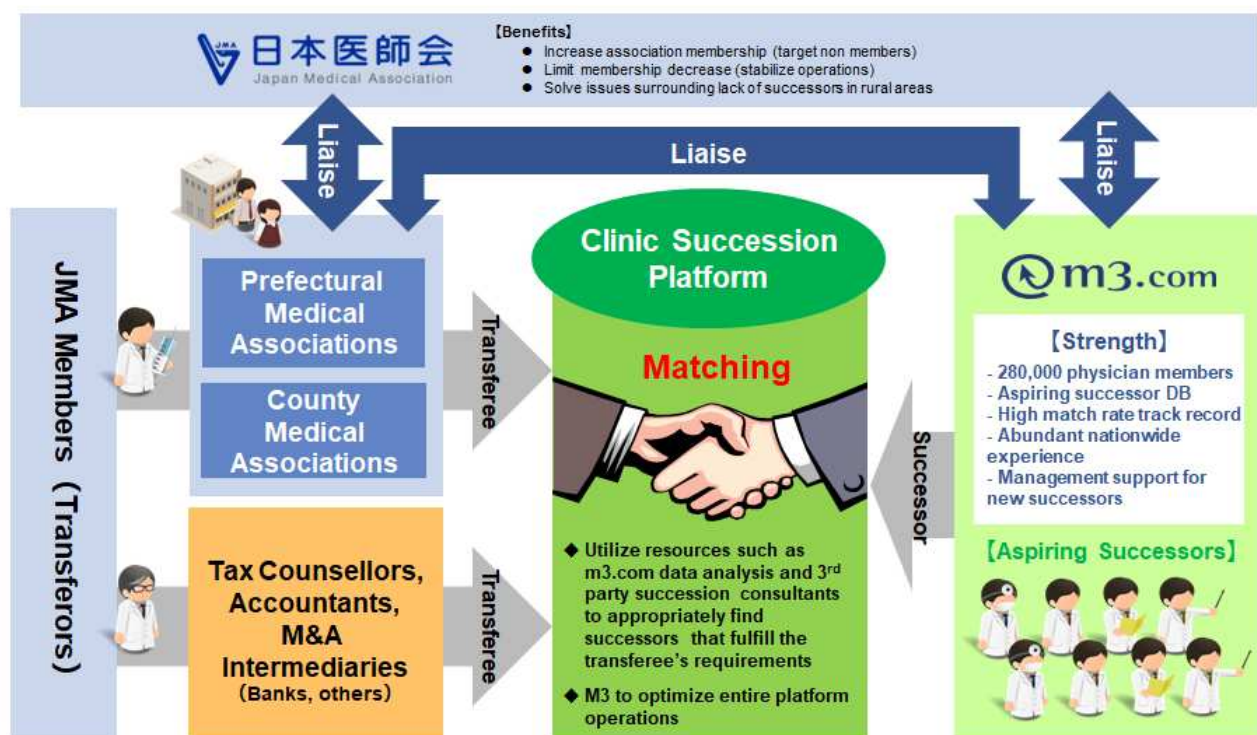 JMA
日本医師会
Japan Medical Association
【Benefits】
● Increase association membership (target non members)
● Limit membership decrease (stabilize operations)
● Solve issues surrounding lack of successors in rural areas
Liaise
Liaise
Liaise
JMA Members (Transferors)
Prefectural
Medical
Associations
County
Medical
Associations
Transferee
Tax Counsellors,
Accountants,
M&A
Intermediaries
(Banks, others)
Transferee
Clinic Succession
Platform
Matching
◆ Utilize resources such as
m3.com data analysis and 3rd
party succession consultants
to appropriately find
successors that fulfill the
transferee's requirements
◆ M3 to optimize entire platform
operations
Successor
m3.com
【Strength】
- 280,000 physician members
- Aspiring successor DB
- High match rate track record
- Abundant nationwide
experience
- Management support for
new successors
【Aspiring Successors】